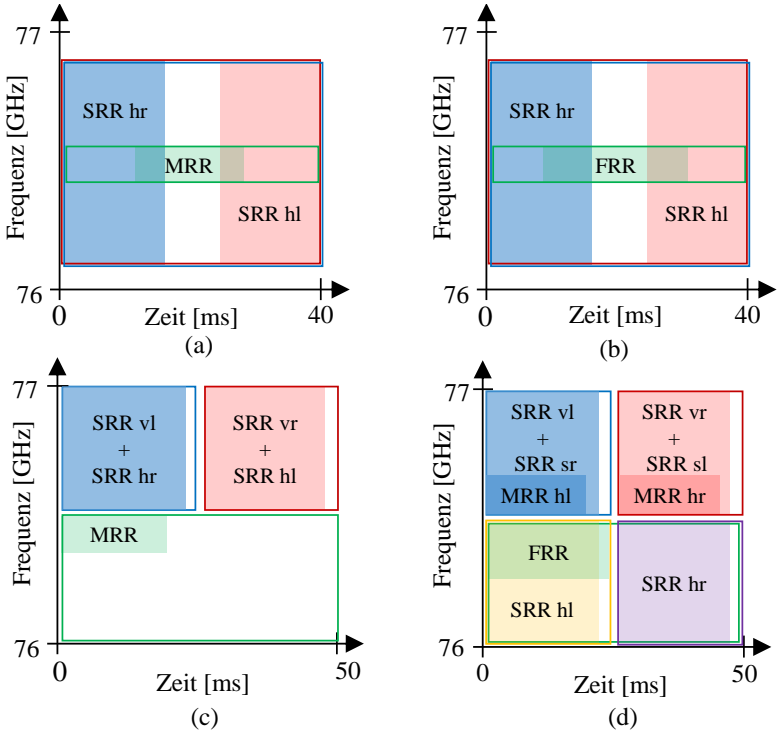 77
Frequenz [GHz]
SRR hr
MRR
SRR hl
76
0
Zeit [ms]
40
(a)
77
Frequenz [GHz]
SRR hr
FRR
SRR hl
76
0
Zeit [ms]
40
(b)
77
Frequenz [GHz]
SRR vl
+
SRR hr
SRR vr
+
SRR hl
MRR
76
0
Zeit [ms]
50
(c)
77
Frequenz [GHz]
SRR vl
+
SRR sr
MRR hl
SRR vr
+
SRR sl
MRR hr
FRR
SRR hl
SRR hr
76
0
Zeit [ms]
50
(d)